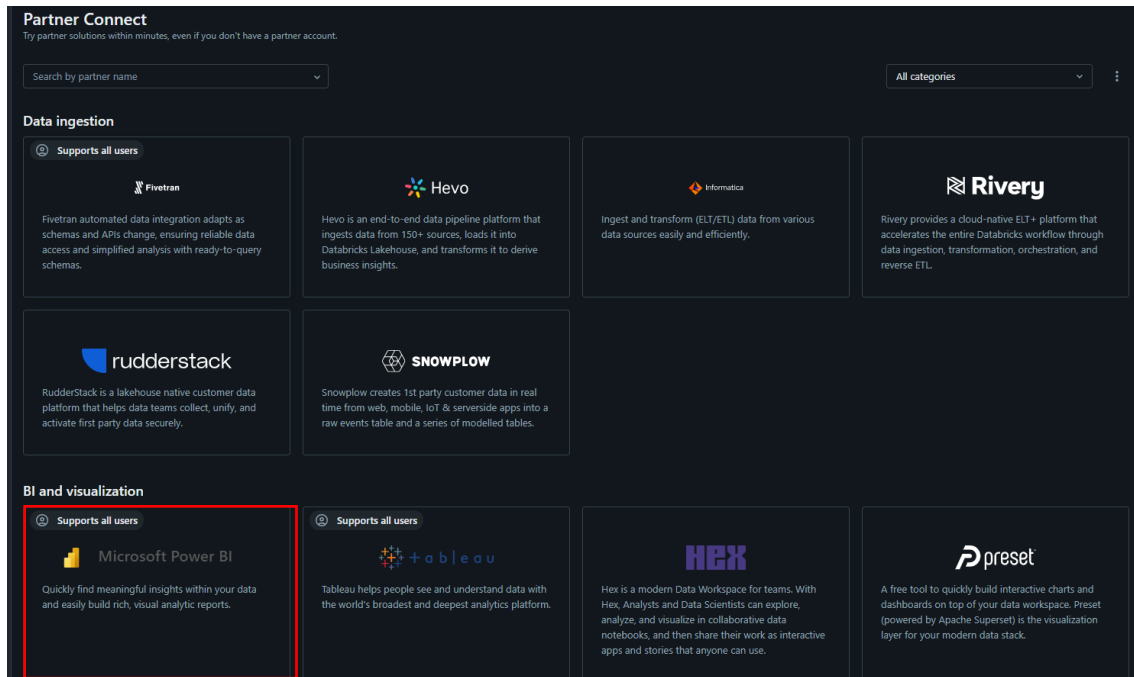 Partner Connect
Try partner solutions within minutes, even if you don't have a partner account.
Search by partner name
All categories
Data ingestion
Supports all users
Fivetran
Fivetran automated data integration adapts as
schemas and APIs change, ensuring reliable data
access and simplified analysis with ready-to-query
schemas.
Hevo
Hevo is an end-to-end data pipeline platform that
ingests data from 150+ sources, loads it into
Databricks Lakehouse, and transforms it to derive
business insights.
Informatica
Ingest and transform (ELT/ETL) data from various
data sources easily and efficiently.
Rivery
Rivery provides a cloud-native ELT+ platform that
accelerates the entire Databricks workflow through
data ingestion, transformation, orchestration, and
reverse ETL.
rudderstack
RudderStack is a lakehouse native customer data
platform that helps data teams collect, unify, and
activate first party data securely.
SNOWPLOW
Snowplow creates 1st party customer data in real
time from web, mobile, IoT & serverside apps into a
raw events table and a series of modelled tables.
BI and visualization
Supports all users
Microsoft Power BI
Quickly find meaningful insights within your data
and easily build rich, visual analytic reports.
Supports all users
tableau
Tableau helps people see and understand data with
the world's broadest and deepest analytics platform.
HEX
Hex is a modern Data Workspace for teams. With
Hex, Analysts and Data Scientists can explore,
analyze, and visualize in collaborative data
notebooks, and then share their work as interactive
apps and stories that anyone can use.
preset
A free tool to quickly build interactive charts and
dashboards on top of your data workspace. Preset
(powered by Apache Superset) is the visualization
layer for your modern data stack.